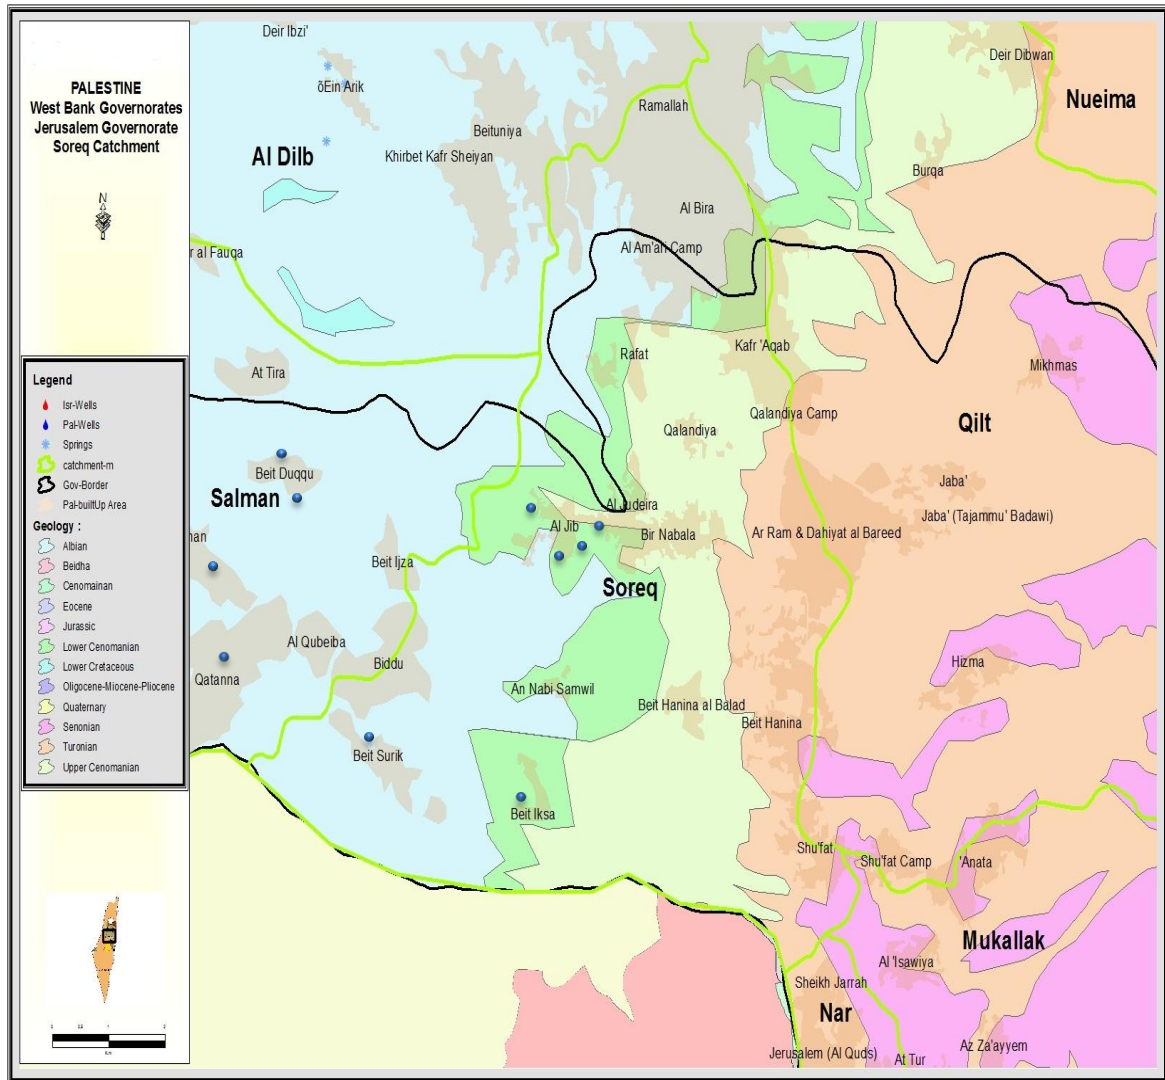 PALESTINE
West Bank Governorates
Jerusalem Governorate
Soreq Catchment
N
Legend
Isr-Wells
Pal-Wells
Springs
catchment-m
Gov-Border
Pal-builtUp Area
Geology :
Albian
Beidha
Cenomainan
Eocene
Jurassic
Lower Cenomanian
Lower Cretaceous
Oligocene-Miocene-Pliocene
Quaternary
Senonian
Turonian
Upper Cenomanian
Deir Ibzi'
Deir Dibwan
õEin Arik
Nueima
Ramallah
Beituniya
Al Dilb
Khirbet Kafr Sheiyan
Burqa
Al Bira
Al Am'ari Camp
r al Fauqa
Kafr 'Aqab
Rafat
At Tira
Mikhmas
Qalandiya Camp
Qilt
Qalandiya
Beit Duqqu
Jaba'
Salman
Al Judeira
Jaba' (Tajammu' Badawi)
Al Jib
Bir Nabala
Ar Ram & Dahiyat al Bareed
nan
Beit Ijza
Soreq
Al Qubeiba
Biddu
Hizma
Qatanna
An Nabi Samwil
Beit Hanina al Balad
Beit Hanina
Beit Surik
Beit Iksa
Shu'fat
Shu'fat Camp
'Anata
Mukallak
Al 'Isawiya
Sheikh Jarrah
Nar
Az Za'ayyem
Jerusalem (Al Quds)
At Tur